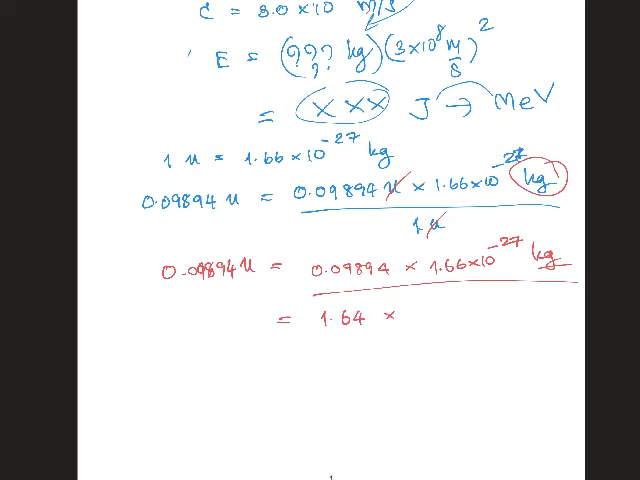 C = 3.0×10 m/s
E = (??? kg)(3×10⁸ m/s)²
= XXX J → MeV
1 u = 1.66×10⁻²⁷ kg
0.09894 u = 0.09894 u × 1.66×10⁻²⁷ kg
1 u
0.09894 u = 0.09894 × 1.66×10⁻²⁷ kg
= 1.64 ×